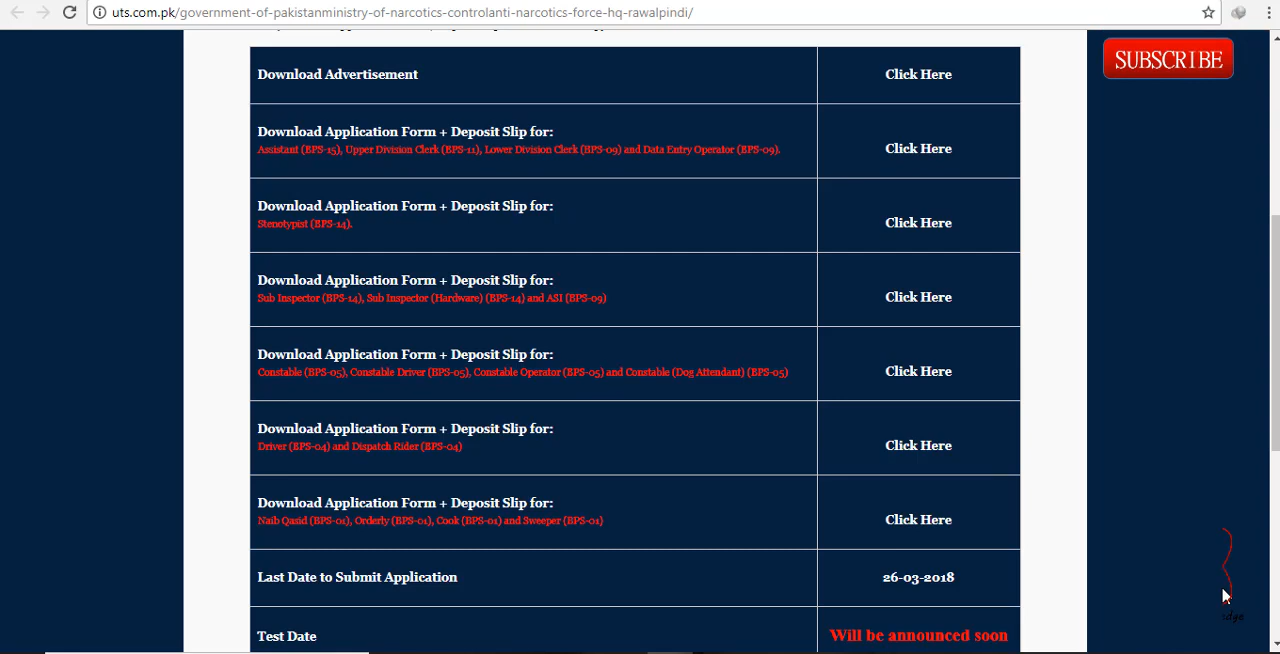 uts.com.pk/government-of-pakistanministry-of-narcotics-controlanti-narcotics-force-hq-rawalpindi/
SUBSCRIBE
Download Advertisement
Click Here
Download Application Form + Deposit Slip for:
Assistant (BPS-15), Upper Division Clerk (BPS-11), Lower Division Clerk (BPS-09) and Data Entry Operator (BPS-09).
Click Here
Download Application Form + Deposit Slip for:
Stenotypist (BPS-14).
Click Here
Download Application Form + Deposit Slip for:
Sub Inspector (BPS-14), Sub Inspector (Hardware) (BPS-14) and ASI (BPS-09)
Click Here
Download Application Form + Deposit Slip for:
Constable (BPS-05), Constable Driver (BPS-05), Constable Operator (BPS-05) and Constable (Dog Attendant) (BPS-05)
Click Here
Download Application Form + Deposit Slip for:
Driver (BPS-04) and Dispatch Rider (BPS-04)
Click Here
Download Application Form + Deposit Slip for:
Naib Qasid (BPS-01), Orderly (BPS-01), Cook (BPS-01) and Sweeper (BPS-01)
Click Here
Last Date to Submit Application
26-03-2018
Test Date
Will be announced soon